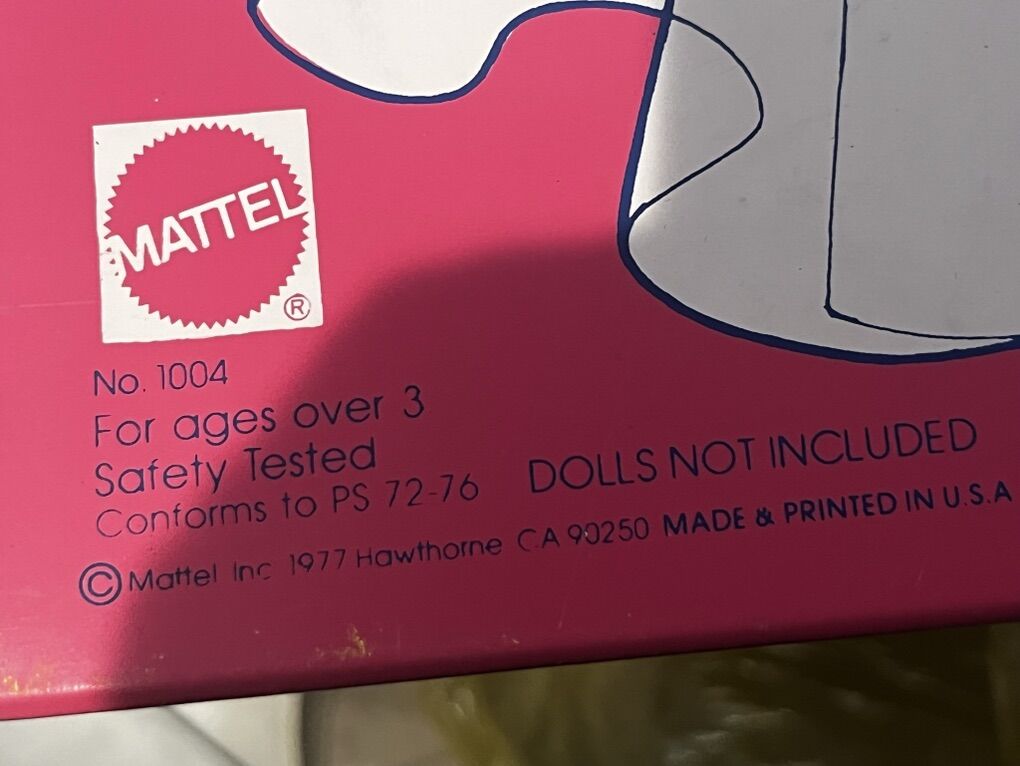 MATTEL
®
No. 1004
For ages over 3
Safety Tested
Conforms to PS 72-76
DOLLS NOT INCLUDED
© Mattel Inc 1977 Hawthorne CA 90250 MADE & PRINTED IN U.S.A